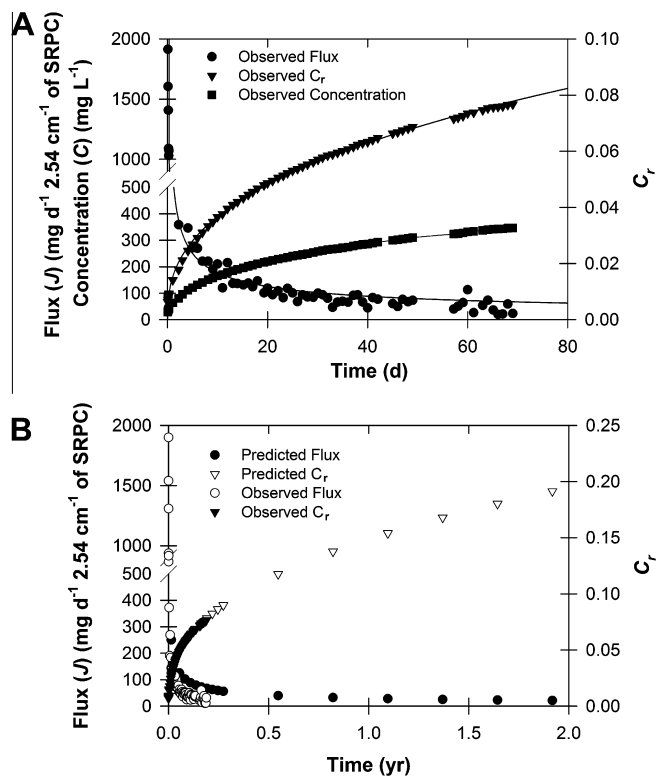 A
Flux (J) (mg d-1 2.54 cm-1 of SRPC)
Concentration (C) (mg L-1)
2000
1500
1000
500
400
300
200
100
0
Observed Flux
Observed Cr
Observed Concentration
0.10
0.08
0.06
0.04
0.02
0.00
Cr
0
20
40
60
80
Time (d)
B
Flux (J) (mg d-1 2.54 cm-1 of SRPC)
2000
1500
1000
500
400
300
200
100
0
Predicted Flux
Predicted Cr
Observed Flux
Observed Cr
0.25
0.20
0.15
0.10
0.05
0.00
Cr
0.0
0.5
1.0
1.5
2.0
Time (yr)